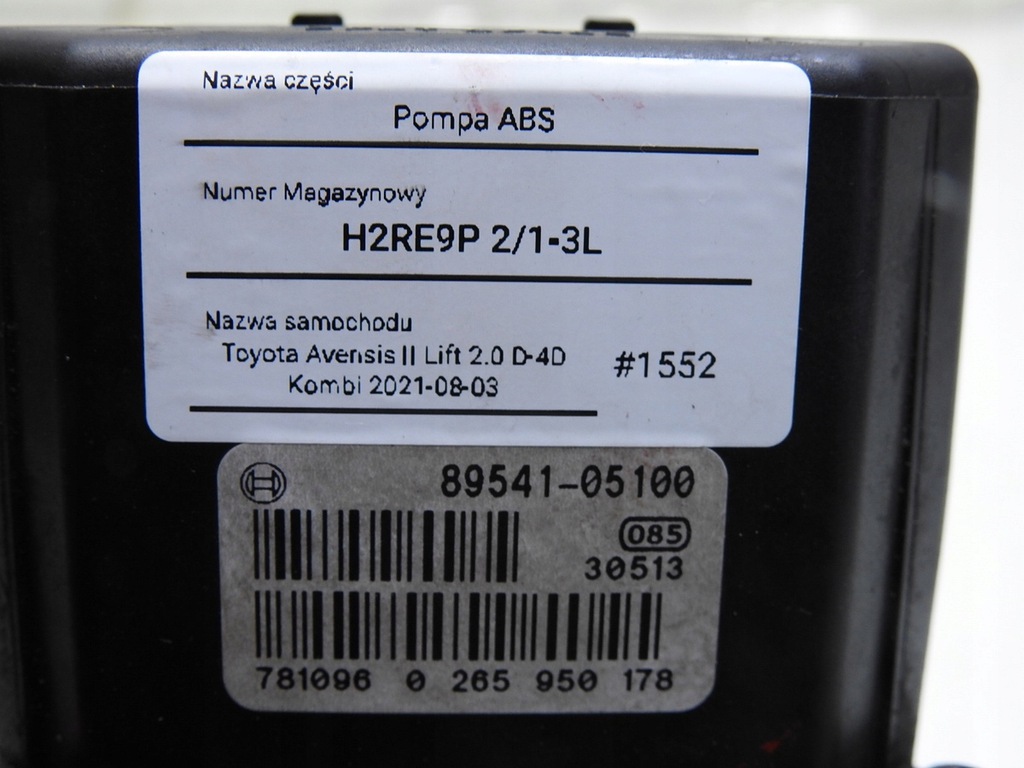 Nazwa części
Pompa ABS
Numer Magazynowy
H2RE9P 2/1-3L
Nazwa samochodu
Toyota Avensis II Lift 2.0 D-4D
Kombi 2021-08-03
#1552
89541-05100
085
30513
781096 0 265 950 178